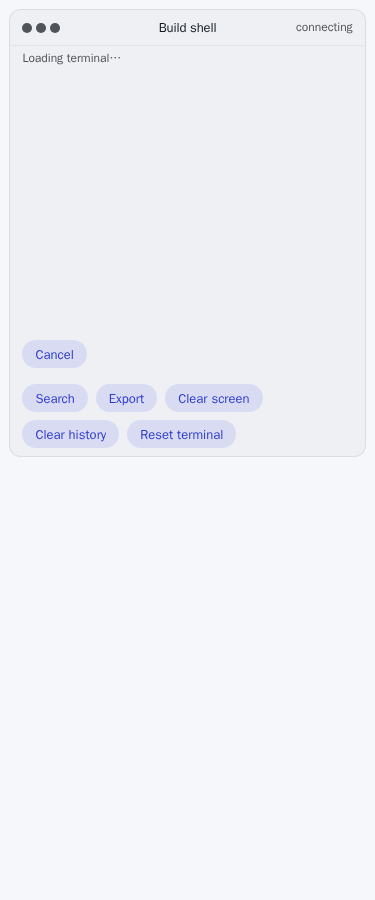 Build shell connecting
Loading terminal…
Cancel
Search Export Clear screen
Clear history Reset terminal